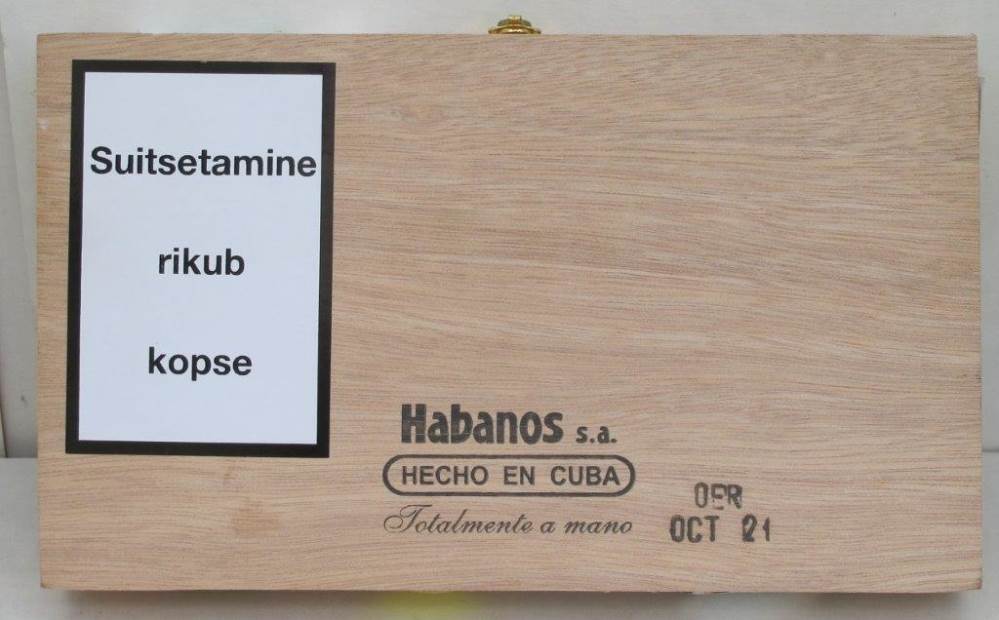 Suitsetamine
rikub
kopse
Habanos s.a.
HECHO EN CUBA
Totalmente a mano
OER
OCT 21